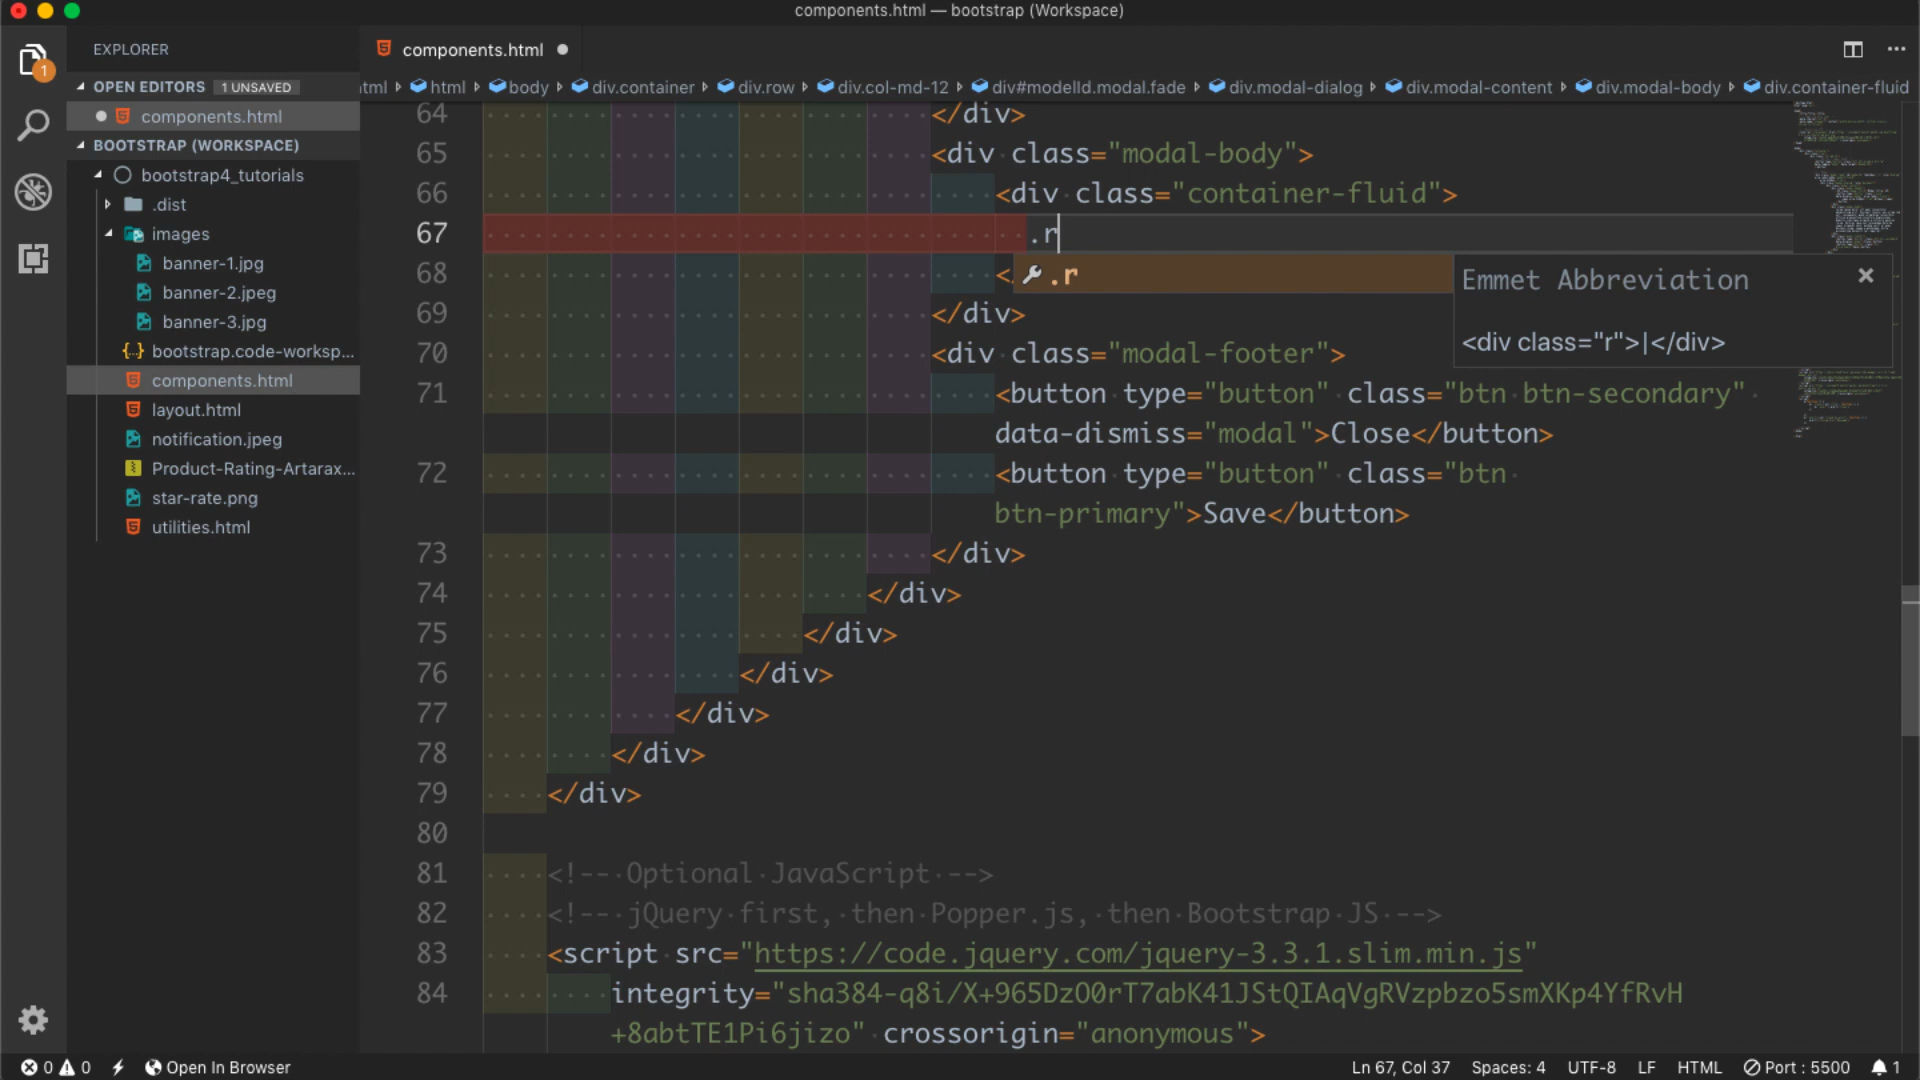 components.html — bootstrap (Workspace)
EXPLORER
OPEN EDITORS 1 UNSAVED
components.html
BOOTSTRAP (WORKSPACE)
bootstrap4_tutorials
.dist
images
banner-1.jpg
banner-2.jpeg
banner-3.jpg
bootstrap.code-worksp...
components.html
layout.html
notification.jpeg
Product-Rating-Artarax...
star-rate.png
utilities.html
1
components.html
html body div.container div.row div.col-md-12 div#modelId.modal.fade div.modal-dialog div.modal-content div.modal-body div.container-fluid
64 </div>
65 <div class="modal-body">
66 <div class="container-fluid">
67 .r
68 <
.r
Emmet Abbreviation
<div class="r">|</div>
69 </div>
70 <div class="modal-footer">
71 <button type="button" class="btn btn-secondary"
data-dismiss="modal">Close</button>
72 <button type="button" class="btn
btn-primary">Save</button>
73 </div>
74 </div>
75 </div>
76 </div>
77 </div>
78 </div>
79 </div>
80
81 <!-- Optional JavaScript -->
82 <!-- jQuery first, then Popper.js, then Bootstrap JS -->
83 <script src="https://code.jquery.com/jquery-3.3.1.slim.min.js"
84 integrity="sha384-q8i/X+965DzO0rT7abK41JStQIAqVgRVzpbzo5smXKp4YfRvH
+8abtTE1Pi6jizo" crossorigin="anonymous">
0 0 Open In Browser
Ln 67, Col 37 Spaces: 4 UTF-8 LF HTML Port : 5500 1